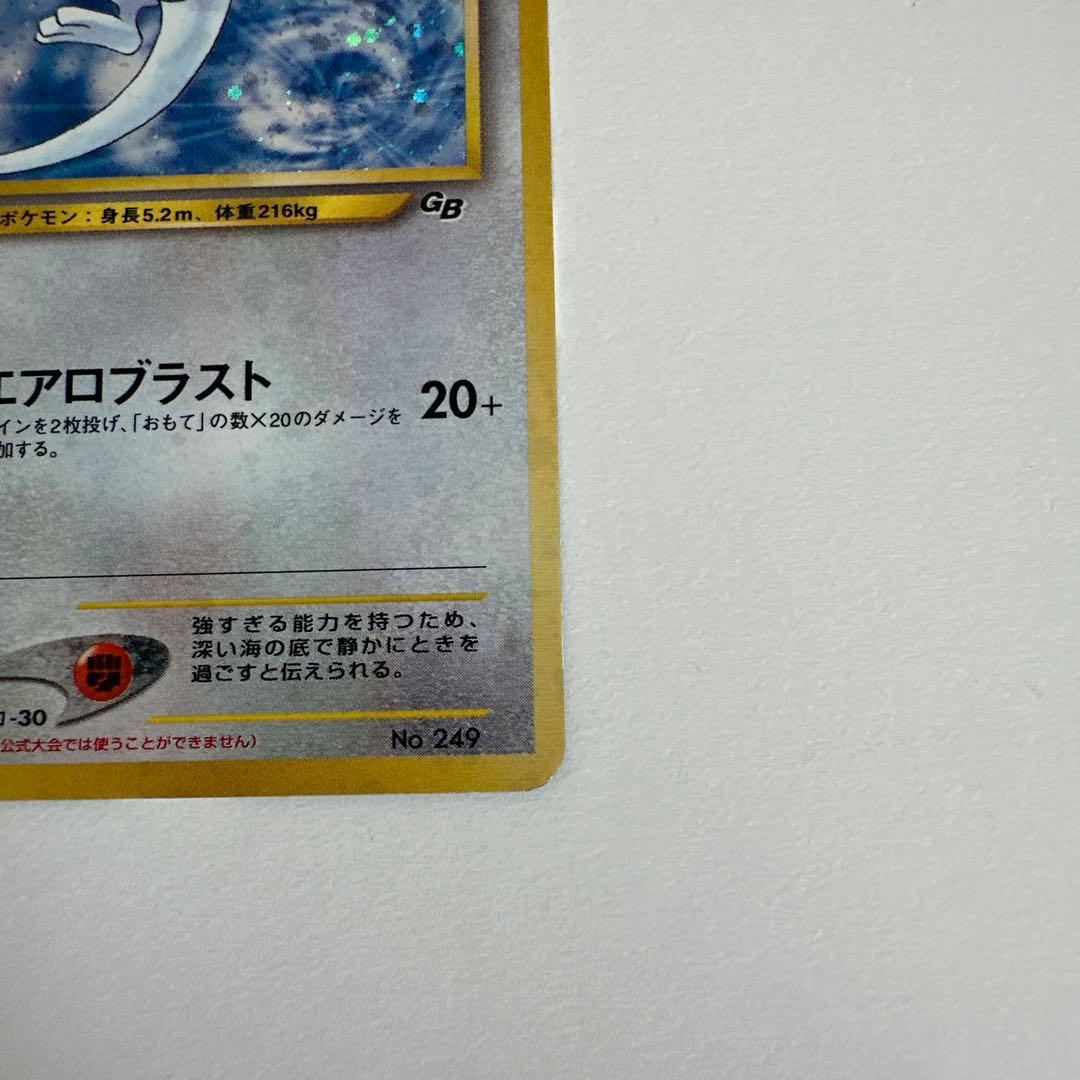 ポケモン：身長5.2m、体重216kg
GB
エアロブラスト
20+
インを2枚投げ、「おもて」の数×20のダメージを
加する。
強すぎる能力を持つため、
深い海の底で静かにときを
過ごすと伝えられる。
-30
公式大会では使うことができません）
No 249